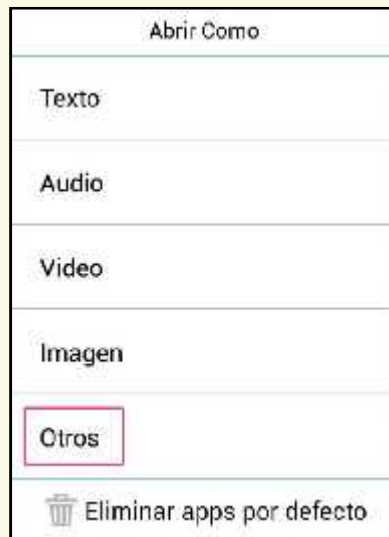 Abrir Como
Texto
Audio
Video
Imagen
Otros
Eliminar apps por defecto